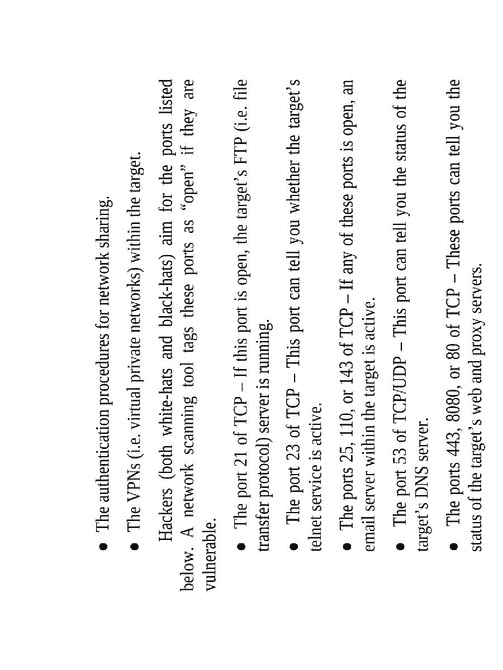 ● The authentication procedures for network sharing.
● The VPNs (i.e. virtual private networks) within the target.
Hackers (both white-hats and black-hats) aim for the ports listed
below. A network scanning tool tags these ports as “open” if they are
vulnerable.
● The port 21 of TCP – If this port is open, the target’s FTP (i.e. file
transfer protocol) server is running.
● The port 23 of TCP – This port can tell you whether the target’s
telnet service is active.
● The ports 25, 110, or 143 of TCP – If any of these ports is open, an
email server within the target is active.
● The port 53 of TCP/UDP – This port can tell you the status of the
target’s DNS server.
● The ports 443, 8080, or 80 of TCP – These ports can tell you the
status of the target’s web and proxy servers.